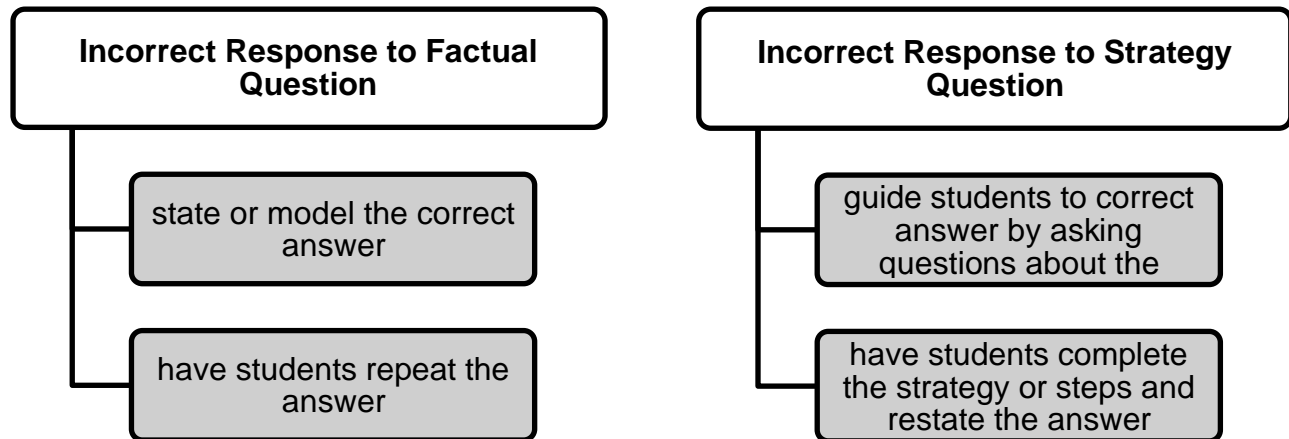 Incorrect Response to Factual
Question
state or model the correct
answer
have students repeat the
answer
Incorrect Response to Strategy
Question
guide students to correct
answer by asking
questions about the
have students complete
the strategy or steps and
restate the answer